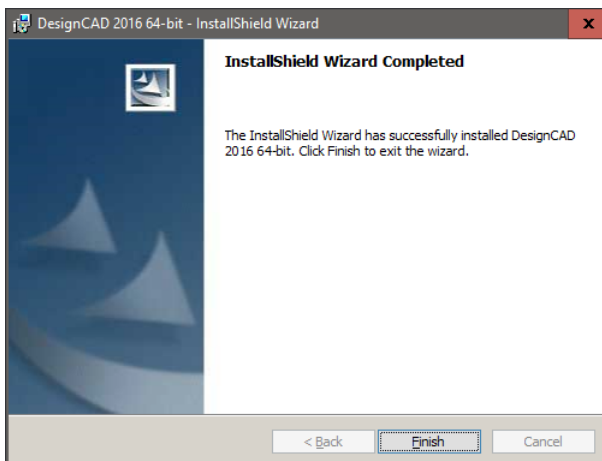 DesignCAD 2016 64-bit - InstallShield Wizard
InstallShield Wizard Completed
The InstallShield Wizard has successfully installed DesignCAD
2016 64-bit. Click Finish to exit the wizard.
< Back
Finish
Cancel